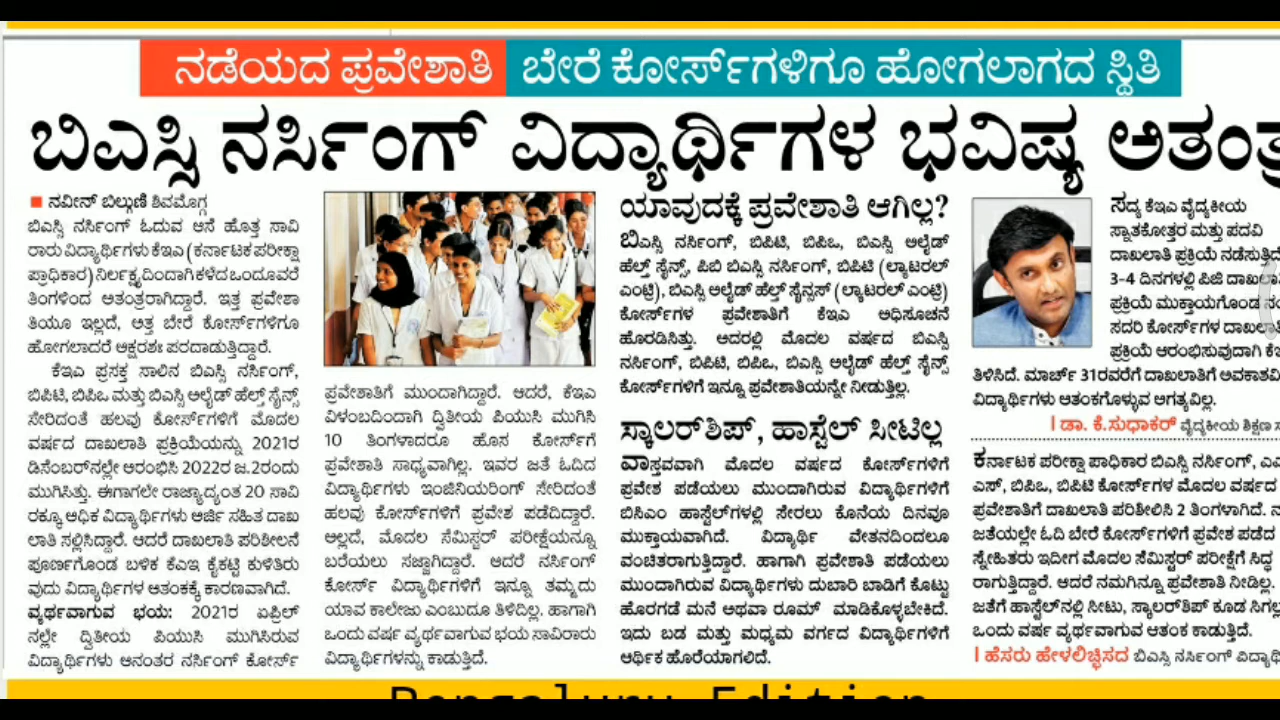 ನಡೆಯದ ಪ್ರವೇಶಾತಿ ಬೇರೆ ಕೋರ್ಸ್‌ಗಳಿಗೂ ಹೋಗಲಾಗದ ಸ್ಥಿತಿ
ಬಿಎಸ್ಸಿ ನರ್ಸಿಂಗ್ ವಿದ್ಯಾರ್ಥಿಗಳ ಭವಿಷ್ಯ
ನವೀನ್ ಬಿಲ್ಗುಣಿ ಶಿವಮೊಗ್ಗ
ಬಿಎಸ್ಸಿ ನರ್ಸಿಂಗ್ ಓದುವ ಆಸೆ ಹೊತ್ತ ಸಾವಿ
ರಾರು ವಿದ್ಯಾರ್ಥಿಗಳು ಕೆಇಎ (ಕರ್ನಾಟಕ ಪರೀಕ್ಷಾ
ಪ್ರಾಧಿಕಾರ) ನಿರ್ಲಕ್ಷ್ಯದಿಂದಾಗಿ ಕಳೆದ ಒಂದೂವರೆ
ತಿಂಗಳಿಂದ ಅತಂತ್ರರಾಗಿದ್ದಾರೆ. ಇತ್ತ ಪ್ರವೇಶಾ
ತಿಯೂ ಇಲ್ಲದೆ, ಅತ್ತ ಬೇರೆ ಕೋರ್ಸ್‌ಗಳಿಗೂ
ಹೋಗಲಾರದೆ ಅಕ್ಷರಶಃ ಪರದಾಡುತ್ತಿದ್ದಾರೆ.
ಕೆಇಎ ಪ್ರಸಕ್ತ ಸಾಲಿನ ಬಿಎಸ್ಸಿ ನರ್ಸಿಂಗ್,
ಬಿಪಿಟಿ, ಬಿಪಿಒ ಮತ್ತು ಬಿಎಸ್ಸಿ ಅಲೈಡ್ ಹೆಲ್ತ್ ಸೈನ್ಸ್
ಸೇರಿದಂತೆ ಹಲವು ಕೋರ್ಸ್‌ಗಳಿಗೆ ಮೊದಲ
ವರ್ಷದ ದಾಖಲಾತಿ ಪ್ರಕ್ರಿಯೆಯನ್ನು 2021ರ
ಡಿಸೆಂಬರ್‌ನಲ್ಲೇ ಆರಂಭಿಸಿ 2022ರ ಜ.2ರಂದು
ಮುಗಿಸಿತ್ತು. ಈಗಾಗಲೇ ರಾಜ್ಯಾದ್ಯಂತ 20 ಸಾವಿ
ರಕ್ಕೂ ಅಧಿಕ ವಿದ್ಯಾರ್ಥಿಗಳು ಅರ್ಜಿ ಸಹಿತ ದಾಖ
ಲಾತಿ ಸಲ್ಲಿಸಿದ್ದಾರೆ. ಆದರೆ ದಾಖಲಾತಿ ಪರಿಶೀಲನೆ
ಪೂರ್ಣಗೊಂಡ ಬಳಿಕ ಕೆಎಇ ಕೈಕಟ್ಟಿ ಕುಳಿತಿರು
ವುದು ವಿದ್ಯಾರ್ಥಿಗಳ ಆತಂಕಕ್ಕೆ ಕಾರಣವಾಗಿದೆ.
ವ್ಯರ್ಥವಾಗುವ ಭಯ: 2021ರ ಏಪ್ರಿಲ್
ನಲ್ಲೇ ದ್ವಿತೀಯ ಪಿಯುಸಿ ಮುಗಿಸಿರುವ
ವಿದ್ಯಾರ್ಥಿಗಳು ಆನಂತರ ನರ್ಸಿಂಗ್ ಕೋರ್ಸ್
ಪ್ರವೇಶಾತಿಗೆ ಮುಂದಾಗಿದ್ದಾರೆ. ಆದರೆ, ಕೆಇಎ
ವಿಳಂಬದಿಂದಾಗಿ ದ್ವಿತೀಯ ಪಿಯುಸಿ ಮುಗಿಸಿ
10 ತಿಂಗಳಾದರೂ ಹೊಸ ಕೋರ್ಸ್‌ಗೆ
ಪ್ರವೇಶಾತಿ ಸಾಧ್ಯವಾಗಿಲ್ಲ. ಇವರ ಜತೆ ಓದಿದ
ವಿದ್ಯಾರ್ಥಿಗಳು ಇಂಜಿನಿಯರಿಂಗ್ ಸೇರಿದಂತೆ
ಹಲವು ಕೋರ್ಸ್‌ಗಳಿಗೆ ಪ್ರವೇಶ ಪಡೆದಿದ್ದಾರೆ.
ಅಲ್ಲದೆ, ಮೊದಲ ಸೆಮಿಸ್ಟರ್ ಪರೀಕ್ಷೆಯನ್ನೂ
ಬರೆಯಲು ಸಜ್ಜಾಗಿದ್ದಾರೆ. ಆದರೆ ನರ್ಸಿಂಗ್
ಕೋರ್ಸ್ ವಿದ್ಯಾರ್ಥಿಗಳಿಗೆ ಇನ್ನೂ ತಮ್ಮದು
ಯಾವ ಕಾಲೇಜು ಎಂಬುದೂ ತಿಳಿದಿಲ್ಲ. ಹಾಗಾಗಿ
ಒಂದು ವರ್ಷ ವ್ಯರ್ಥವಾಗುವ ಭಯ ಸಾವಿರಾರು
ವಿದ್ಯಾರ್ಥಿಗಳನ್ನು ಕಾಡುತ್ತಿದೆ.
ಯಾವುದಕ್ಕೆ ಪ್ರವೇಶಾತಿ ಆಗಿಲ್ಲ?
ಬಿಎಸ್ಸಿ ನರ್ಸಿಂಗ್, ಬಿಪಿಟಿ, ಬಿಪಿಒ, ಬಿಎಸ್ಸಿ ಅಲೈಡ್
ಹೆಲ್ತ್ ಸೈನ್ಸ್, ಪಿಬಿ ಬಿಎಸ್ಸಿ ನರ್ಸಿಂಗ್, ಬಿಪಿಟಿ (ಲ್ಯಾಟರಲ್
ಎಂಟ್ರಿ), ಬಿಎಸ್ಸಿ ಅಲೈಡ್ ಹೆಲ್ತ್ ಸೈನ್ಸಸ್ (ಲ್ಯಾಟರಲ್ ಎಂಟ್ರಿ)
ಕೋರ್ಸ್‌ಗಳ ಪ್ರವೇಶಾತಿಗೆ ಕೆಇಎ ಅಧಿಸೂಚನೆ
ಹೊರಡಿಸಿತ್ತು. ಅದರಲ್ಲಿ ಮೊದಲ ವರ್ಷದ ಬಿಎಸ್ಸಿ
ನರ್ಸಿಂಗ್, ಬಿಪಿಟಿ, ಬಿಪಿಒ, ಬಿಎಸ್ಸಿ ಅಲೈಡ್ ಹೆಲ್ತ್ ಸೈನ್ಸ್
ಕೋರ್ಸ್‌ಗಳಿಗೆ ಇನ್ನೂ ಪ್ರವೇಶಾತಿಯನ್ನೇ ನೀಡುತ್ತಿಲ್ಲ.
ಸ್ಕಾಲರ್‌ಶಿಪ್, ಹಾಸ್ಟೆಲ್ ಸೀಟಿಲ್ಲ
ವಾಸ್ತವವಾಗಿ ಮೊದಲ ವರ್ಷದ ಕೋರ್ಸ್‌ಗಳಿಗೆ
ಪ್ರವೇಶ ಪಡೆಯಲು ಮುಂದಾಗಿರುವ ವಿದ್ಯಾರ್ಥಿಗಳಿಗೆ
ಬಿಸಿಎಂ ಹಾಸ್ಟೆಲ್‌ಗಳಲ್ಲಿ ಸೇರಲು ಕೊನೆಯ ದಿನವೂ
ಮುಕ್ತಾಯವಾಗಿದೆ. ವಿದ್ಯಾರ್ಥಿ ವೇತನದಿಂದಲೂ
ವಂಚಿತರಾಗುತ್ತಿದ್ದಾರೆ. ಹಾಗಾಗಿ ಪ್ರವೇಶಾತಿ ಪಡೆಯಲು
ಮುಂದಾಗಿರುವ ವಿದ್ಯಾರ್ಥಿಗಳು ದುಬಾರಿ ಬಾಡಿಗೆ ಕೊಟ್ಟು
ಹೊರಗಡೆ ಮನೆ ಅಥವಾ ರೂಮ್ ಮಾಡಿಕೊಳ್ಳಬೇಕಿದೆ.
ಇದು ಬಡ ಮತ್ತು ಮಧ್ಯಮ ವರ್ಗದ ವಿದ್ಯಾರ್ಥಿಗಳಿಗೆ
ಆರ್ಥಿಕ ಹೊರೆಯಾಗಲಿದೆ.
ಸದ್ಯ ಕೆಇಎ ವೈದ್ಯಕೀಯ
ಸ್ನಾತಕೋತ್ತರ ಮತ್ತು ಪದವಿ
ದಾಖಲಾತಿ ಪ್ರಕ್ರಿಯೆ
3-4 ದಿನಗಳಲ್ಲಿ ಪಿಜಿ
ಪ್ರಕ್ರಿಯೆ ಮುಕ್ತಾಯಗೊಂಡ
ಸದರಿ ಕೋರ್ಸ್‌ಗಳ
ಪ್ರಕ್ರಿಯೆ ಆರಂಭಿಸುವುದಾಗಿ
ತಿಳಿಸಿದೆ. ಮಾರ್ಚ್ 31ರವರೆಗೆ ದಾಖಲಾತಿಗೆ
ವಿದ್ಯಾರ್ಥಿಗಳು ಆತಂಕಗೊಳ್ಳುವ ಅಗತ್ಯವಿಲ್ಲ.
ಡಾ. ಕೆ.ಸುಧಾಕರ್ ವೈದ್ಯಕೀಯ ಶಿಕ್ಷಣ
ಕರ್ನಾಟಕ ಪರೀಕ್ಷಾ ಪಾಧಿಕಾರ ಬಿಎಸ್ಸಿ ನರ್ಸಿಂಗ್,
ಎಸ್, ಬಿಪಿಒ, ಬಿಪಿಟಿ ಕೋರ್ಸ್‌ಗಳ ಮೊದಲ ವರ್ಷದ
ಪ್ರವೇಶಾತಿಗೆ ದಾಖಲಾತಿ ಪರಿಶೀಲಿಸಿ 2 ತಿಂಗಳಾಗಿದೆ.
ಜತೆಯಲ್ಲೇ ಓದಿ ಬೇರೆ ಕೋರ್ಸ್‌ಗಳಿಗೆ ಪ್ರವೇಶ ಪಡೆದ
ಸ್ನೇಹಿತರು ಇದೀಗ ಮೊದಲ ಸೆಮಿಸ್ಟರ್ ಪರೀಕ್ಷೆಗೆ ಸಿದ್ಧ
ರಾಗುತ್ತಿದ್ದಾರೆ. ಆದರೆ ನಮಗಿನ್ನೂ ಪ್ರವೇಶಾತಿ ನೀಡಿಲ್ಲ.
ಜತೆಗೆ ಹಾಸ್ಟೆಲ್‌ನಲ್ಲಿ ಸೀಟು, ಸ್ಕಾಲರ್‌ಶಿಪ್ ಕೂಡ
ಒಂದು ವರ್ಷ ವ್ಯರ್ಥವಾಗುವ ಆತಂಕ ಕಾಡುತ್ತಿದೆ.
ಹೆಸರು ಹೇಳಲಿಚ್ಛಿಸದ ಬಿಎಸ್ಸಿ ನರ್ಸಿಂಗ್
Bengaluru Edition